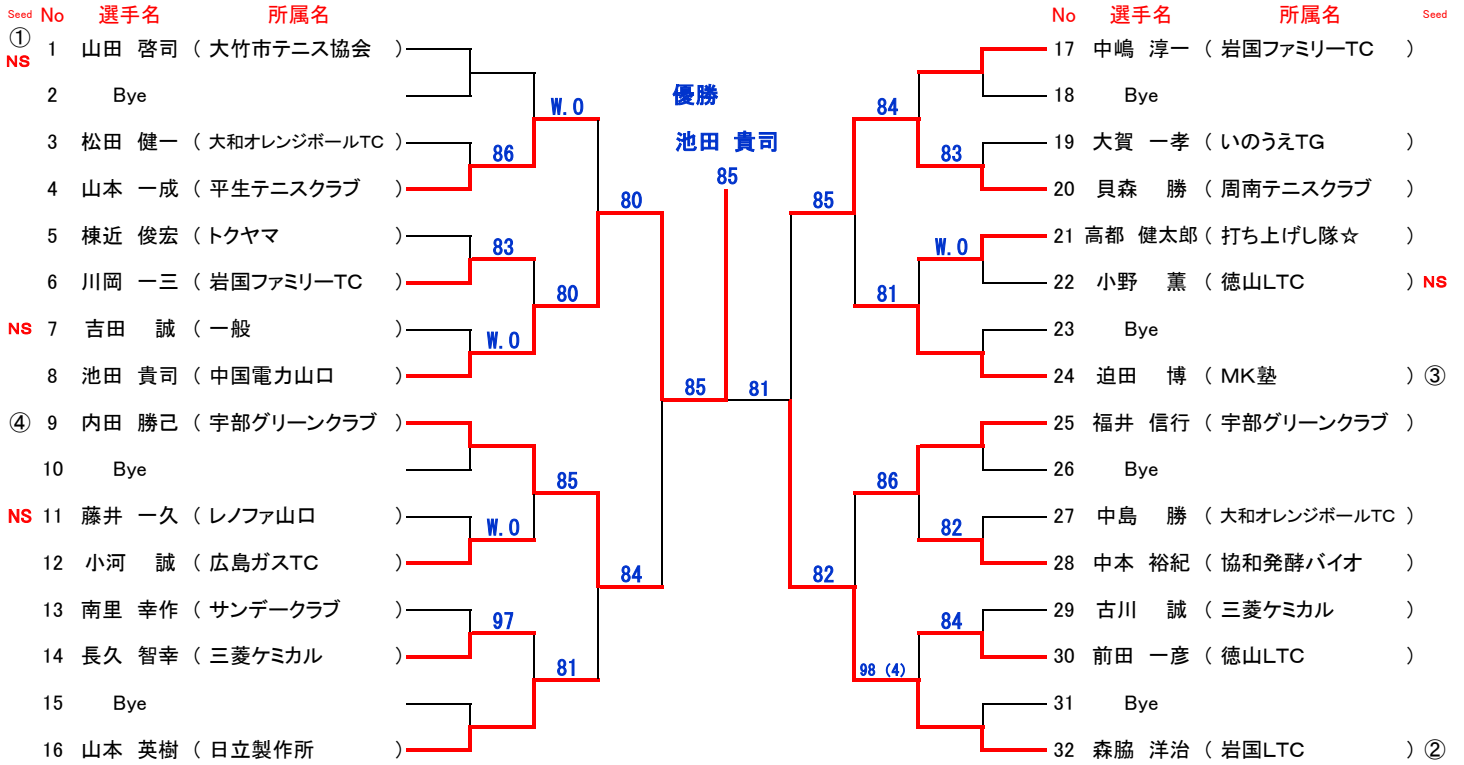 Seed No 選手名 所属名
① NS 1 山田 啓司 ( 大竹市テニス協会 )
2 Bye
3 松田 健一 ( 大和オレンジボールTC )
4 山本 一成 ( 平生テニスクラブ )
5 棟近 俊宏 ( トクヤマ )
6 川岡 一三 ( 岩国ファミリーTC )
NS 7 吉田 誠 ( 一般 )
8 池田 貴司 ( 中国電力山口 )
④ 9 内田 勝己 ( 宇部グリーンクラブ )
10 Bye
NS 11 藤井 一久 ( レノファ山口 )
12 小河 誠 ( 広島ガスTC )
13 南里 幸作 ( サンデークラブ )
14 長久 智幸 ( 三菱ケミカル )
15 Bye
16 山本 英樹 ( 日立製作所 )
86
83
W.0
W.0
97
W.0
80
85
81
80
84
85
優勝
池田 貴司
85
81
85
82
84
81
86
98 (4)
83
W.0
82
84
No 選手名 所属名 Seed
17 中嶋 淳一 ( 岩国ファミリーTC )
18 Bye
19 大賀 一孝 ( いのうえTG )
20 貝森 勝 ( 周南テニスクラブ )
21 高都 健太郎 ( 打ち上げし隊☆ )
22 小野 薫 ( 徳山LTC ) NS
23 Bye
24 迫田 博 ( MK塾 ) ③
25 福井 信行 ( 宇部グリーンクラブ )
26 Bye
27 中島 勝 ( 大和オレンジボールTC )
28 中本 裕紀 ( 協和発酵バイオ )
29 古川 誠 ( 三菱ケミカル )
30 前田 一彦 ( 徳山LTC )
31 Bye
32 森脇 洋治 ( 岩国LTC ) ②